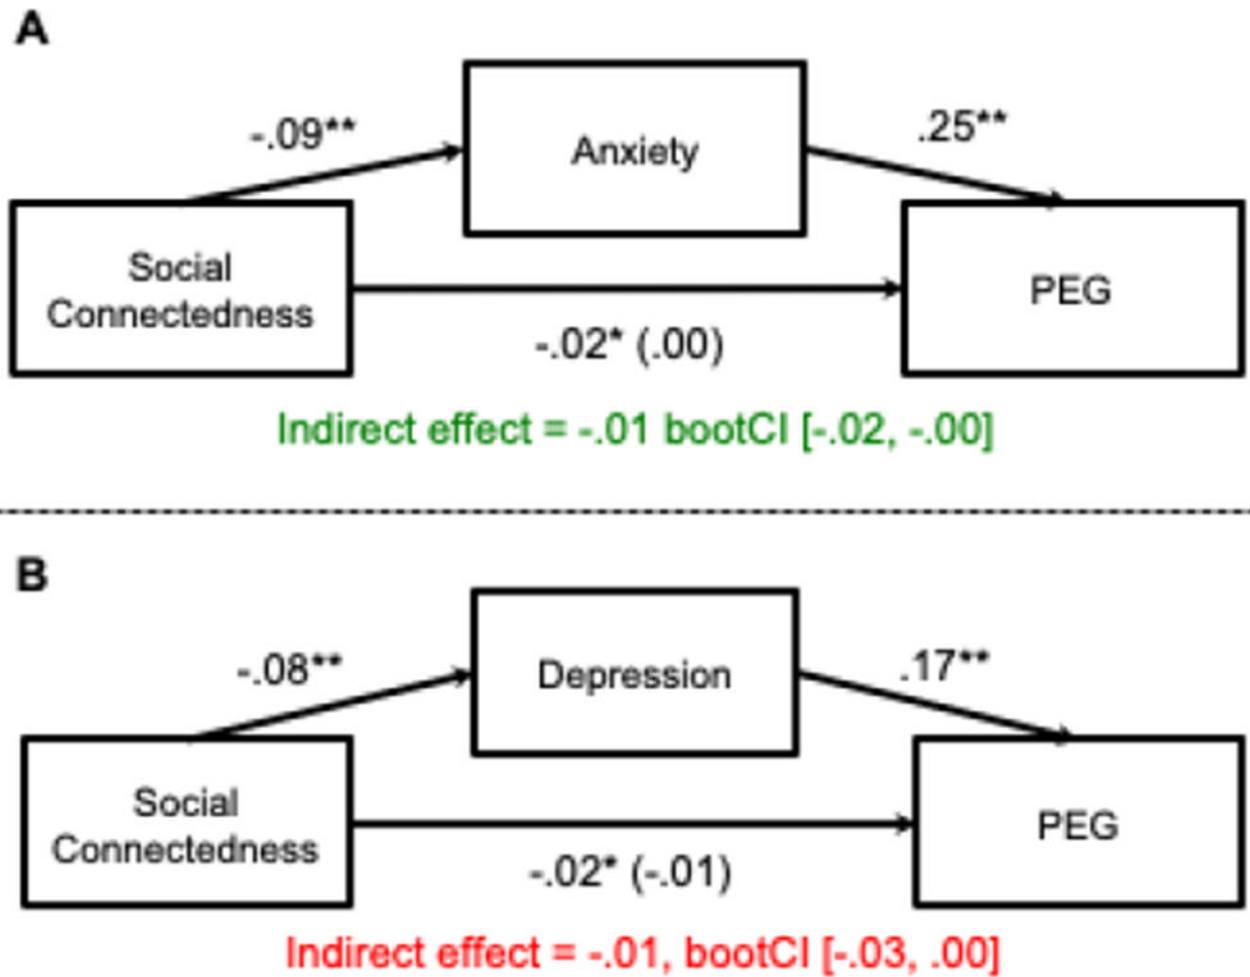 A
-.09**
Anxiety
.25**
Social
Connectedness
PEG
-.02* (.00)
Indirect effect = -.01 bootCI [-.02, -.00]
B
-.08**
Depression
.17**
Social
Connectedness
PEG
-.02* (-.01)
Indirect effect = -.01, bootCI [-.03, .00]